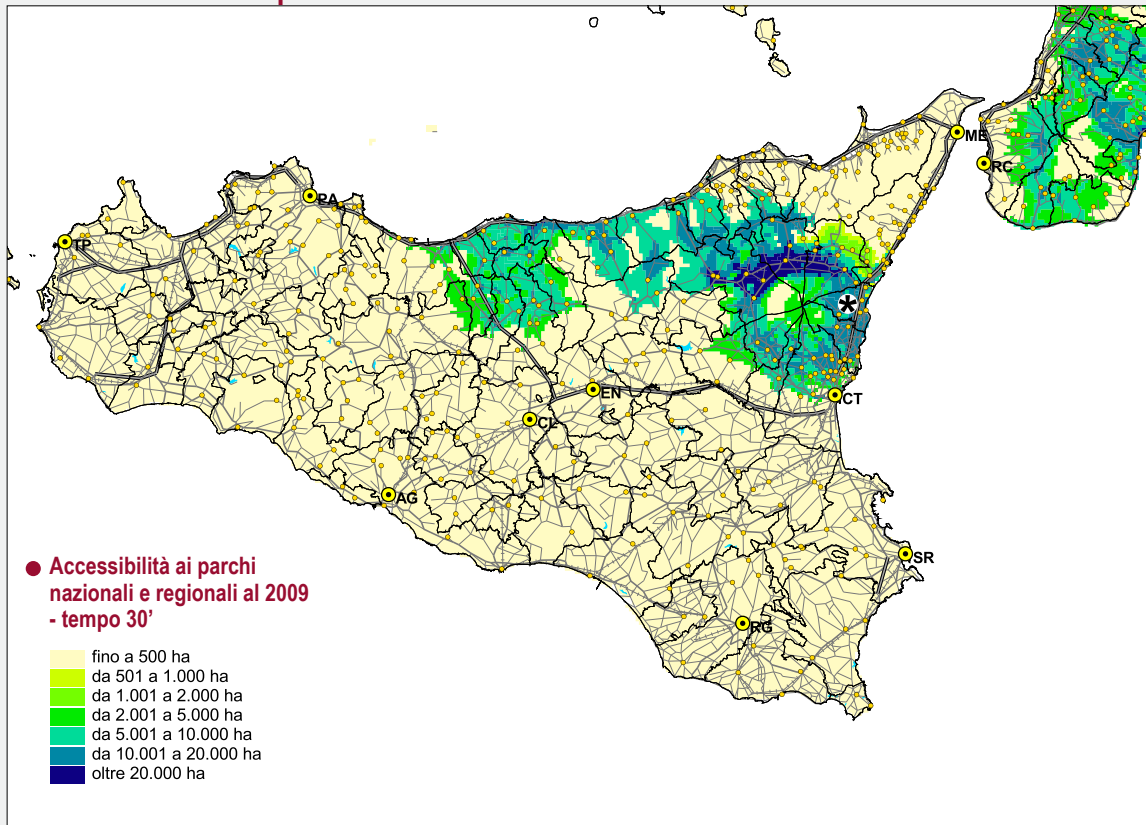 ME
RC
PA
TP
*
EN
CT
CL
AG
SR
RG
Accessibilità ai parchi
nazionali e regionali al 2009
- tempo 30’
fino a 500 ha
da 501 a 1.000 ha
da 1.001 a 2.000 ha
da 2.001 a 5.000 ha
da 5.001 a 10.000 ha
da 10.001 a 20.000 ha
oltre 20.000 ha